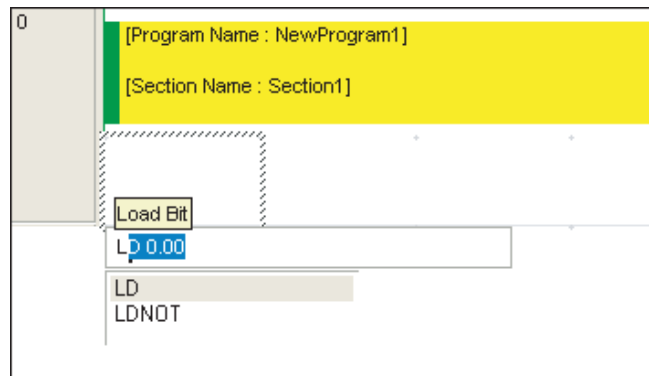 0
[Program Name : NewProgram1]
[Section Name : Section1]
Load Bit
LD 0.00
LD
LDNOT